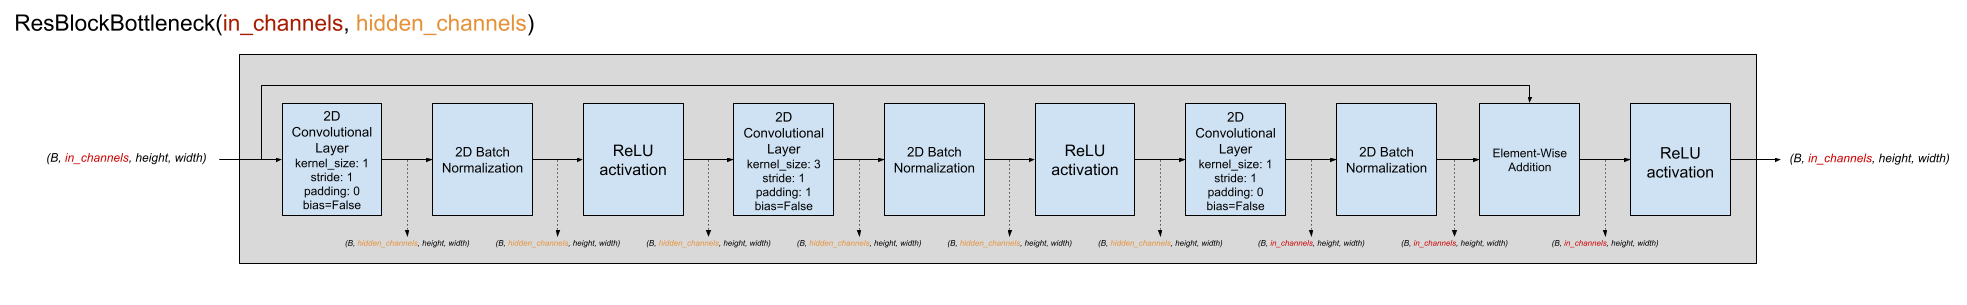 ResBlockBottleneck(in_channels, hidden_channels)
(B, in_channels, height, width)
2D
Convolutional
Layer
kernel_size: 1
stride: 1
padding: 0
bias=False
2D Batch
Normalization
ReLU
activation
2D
Convolutional
Layer
kernel_size: 3
stride: 1
padding: 1
bias=False
2D Batch
Normalization
ReLU
activation
2D
Convolutional
Layer
kernel_size: 1
stride: 1
padding: 0
bias=False
2D Batch
Normalization
Element-Wise
Addition
ReLU
activation
(B, in_channels, height, width)
(B, hidden_channels, height, width)
(B, hidden_channels, height, width)
(B, hidden_channels, height, width)
(B, hidden_channels, height, width)
(B, hidden_channels, height, width)
(B, hidden_channels, height, width)
(B, in_channels, height, width)
(B, in_channels, height, width)
(B, in_channels, height, width)